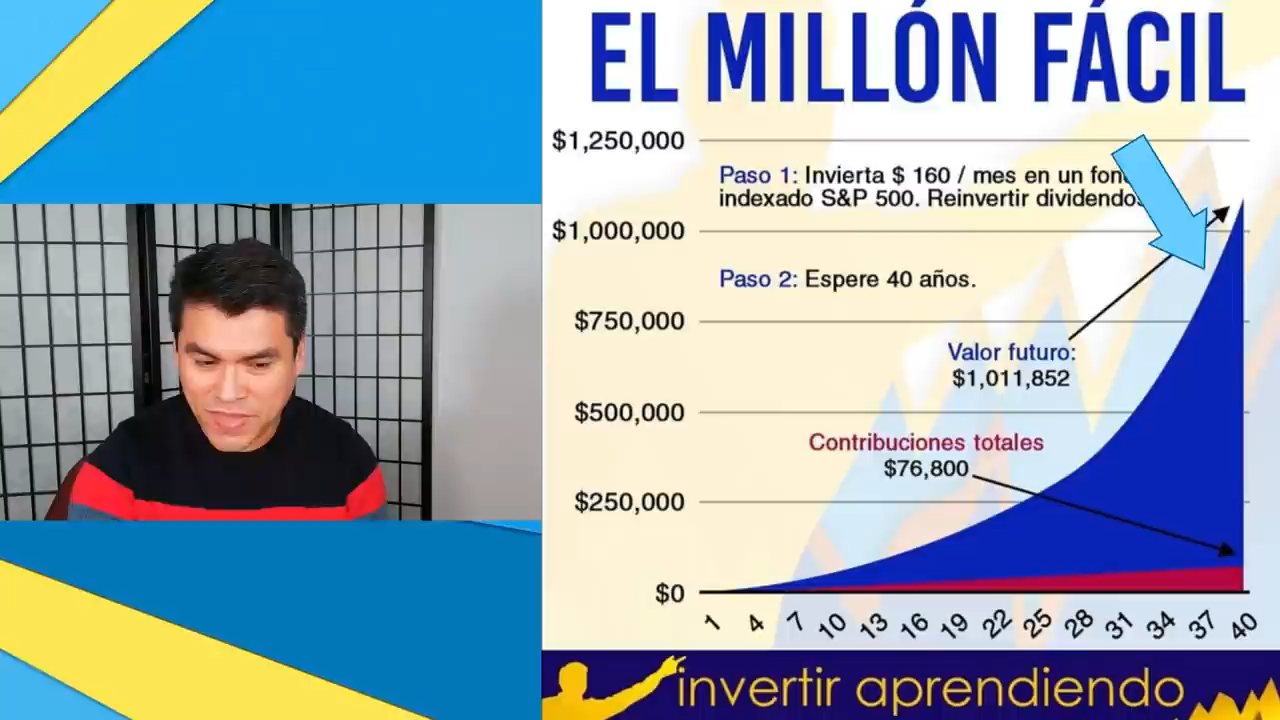 EL MILLÓN FÁCIL
$1,250,000
Paso 1: Invierta $ 160 / mes en un
indexado S&P 500. Reinvertir
$1,000,000
Paso 2: Espere 40 años.
$750,000
Valor futuro:
$1,011,852
$500,000
Contribuciones totales
$76,800
$250,000
$0
1 4 7 10 13 16 19 22 25 28 31 34 37 40
invertir aprendiendo